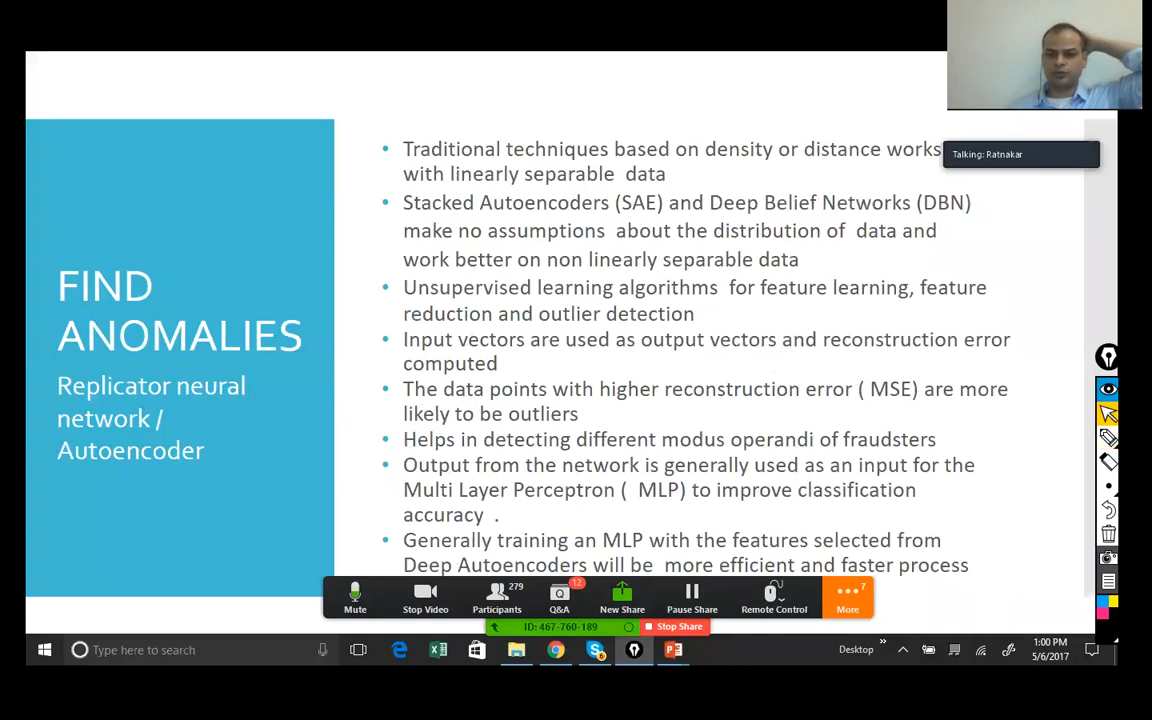 FIND
ANOMALIES
Replicator neural
network /
Autoencoder
• Traditional techniques based on density or distance works
with linearly separable data
• Stacked Autoencoders (SAE) and Deep Belief Networks (DBN)
make no assumptions about the distribution of data and
work better on non linearly separable data
• Unsupervised learning algorithms for feature learning, feature
reduction and outlier detection
• Input vectors are used as output vectors and reconstruction error
computed
• The data points with higher reconstruction error ( MSE) are more
likely to be outliers
• Helps in detecting different modus operandi of fraudsters
• Output from the network is generally used as an input for the
Multi Layer Perceptron ( MLP) to improve classification
accuracy .
• Generally training an MLP with the features selected from
Deep Autoencoders will be more efficient and faster process
Talking: Ratnakar
Mute
Stop Video
279
Participants
12
Q&A
New Share
Pause Share
Remote Control
7
More
ID: 467-760-189
Stop Share
Type here to search
Desktop
1:00 PM
5/6/2017